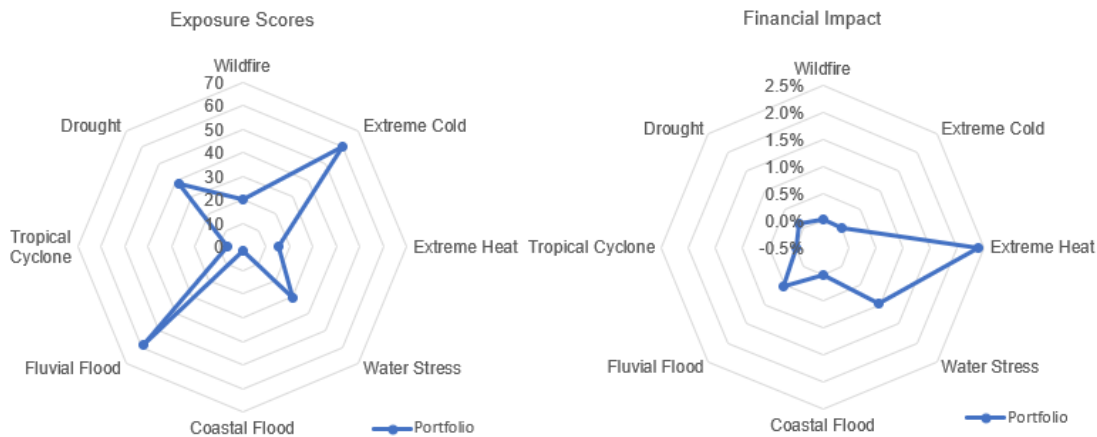 Exposure Scores
Wildfire
70
60
50
40
30
20
10
0
Extreme Cold
Extreme Heat
Water Stress
Coastal Flood
Fluvial Flood
Tropical
Cyclone
Drought
Portfolio
Financial Impact
Wildfire
2.5%
2.0%
1.5%
1.0%
0.5%
0.0%
-0.5%
Extreme Cold
Extreme Heat
Water Stress
Coastal Flood
Fluvial Flood
Tropical Cyclone
Drought
Portfolio